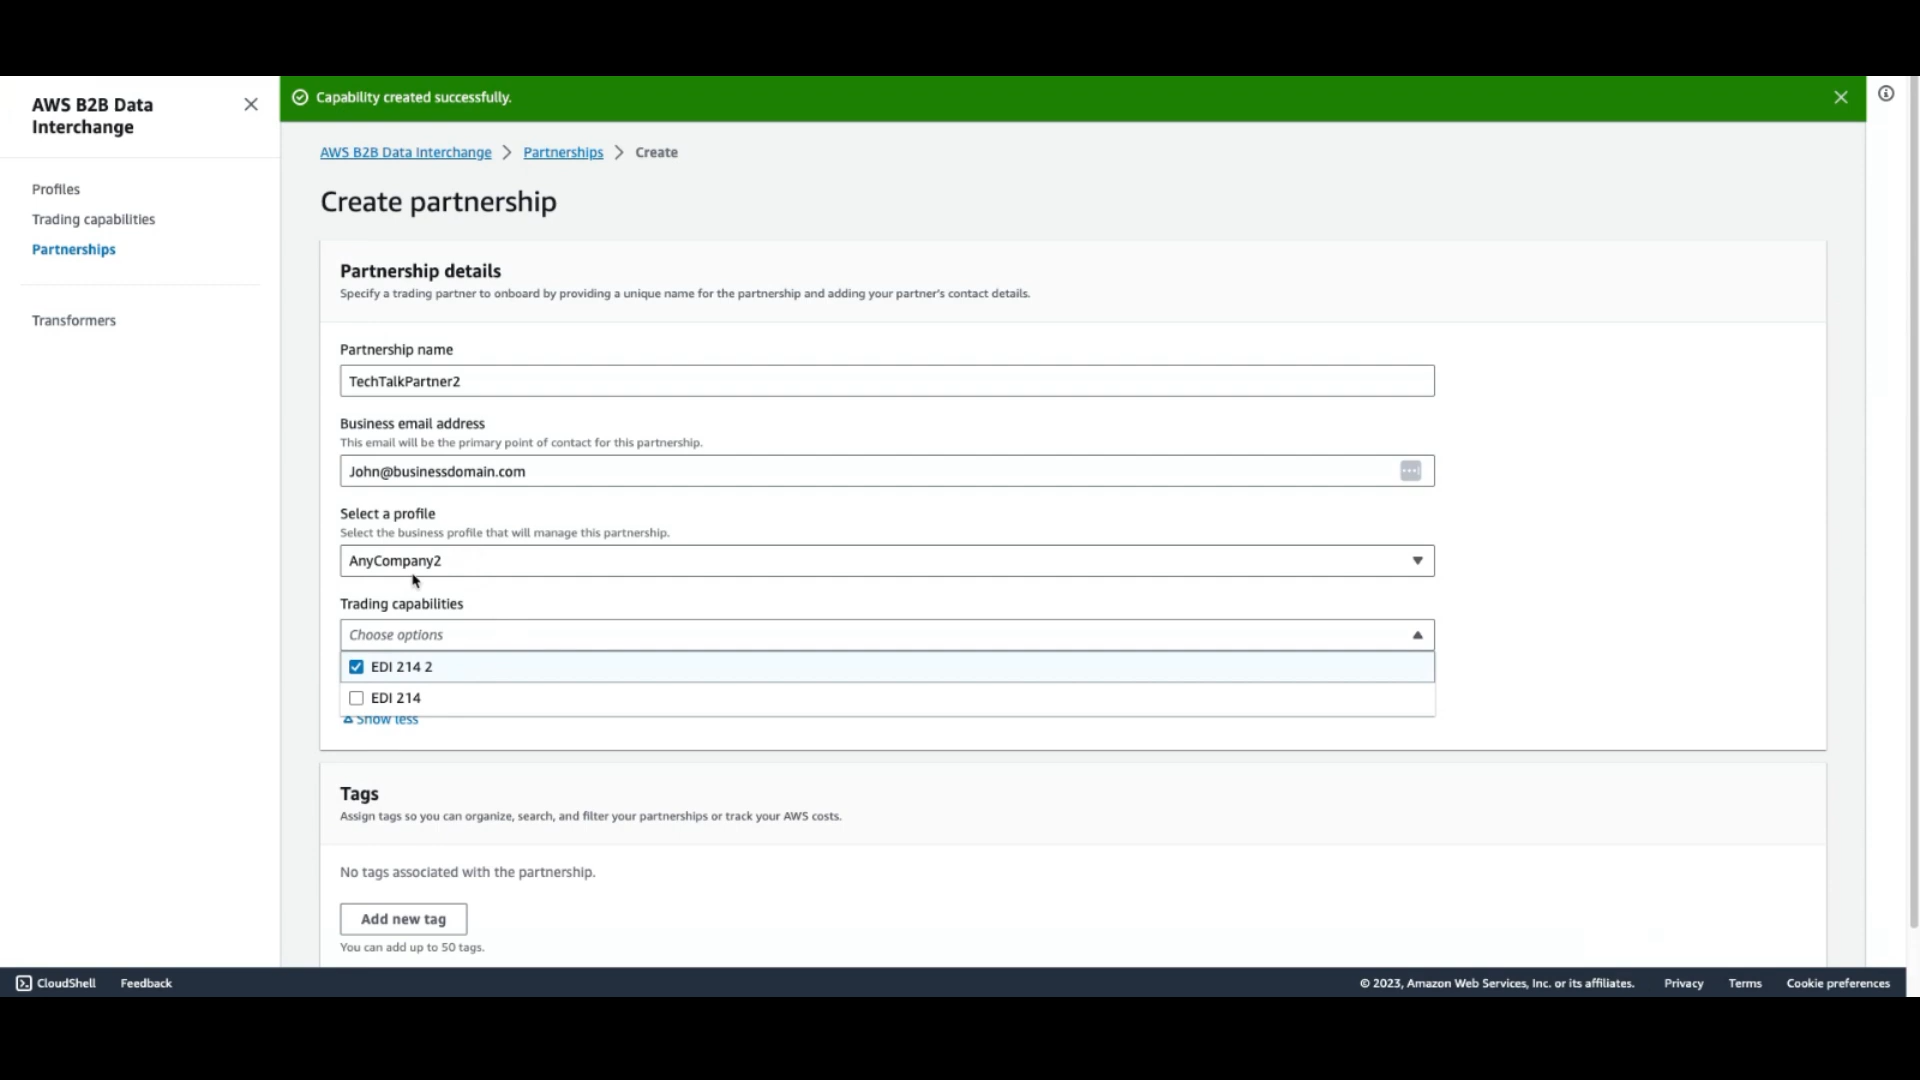 AWS B2B Data
Interchange
Profiles
Trading capabilities
Partnerships
Transformers
Capability created successfully.
AWS B2B Data Interchange > Partnerships > Create
Create partnership
Partnership details
Specify a trading partner to onboard by providing a unique name for the partnership and adding your partner's contact details.
Partnership name
TechTalkPartner2
Business email address
This email will be the primary point of contact for this partnership.
John@businessdomain.com
Select a profile
Select the business profile that will manage this partnership.
AnyCompany2
Trading capabilities
Choose options
EDI 214 2
EDI 214
Show less
Tags
Assign tags so you can organize, search, and filter your partnerships or track your AWS costs.
No tags associated with the partnership.
Add new tag
You can add up to 50 tags.
CloudShell Feedback © 2023, Amazon Web Services, Inc. or its affiliates. Privacy Terms Cookie preferences